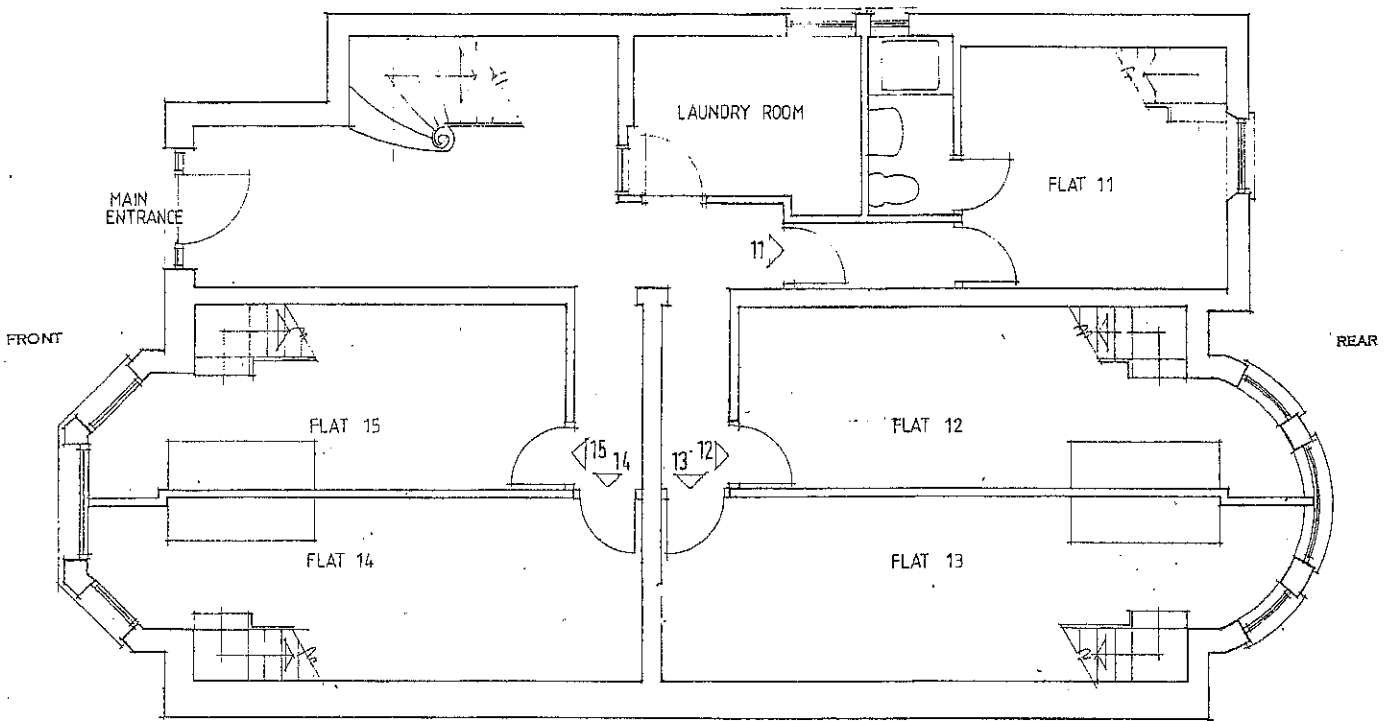 LAUNDRY ROOM
MAIN
ENTRANCE
FLAT 11
11
FRONT
REAR
FLAT 15
FLAT 12
15
14
13
12
FLAT 14
FLAT 13